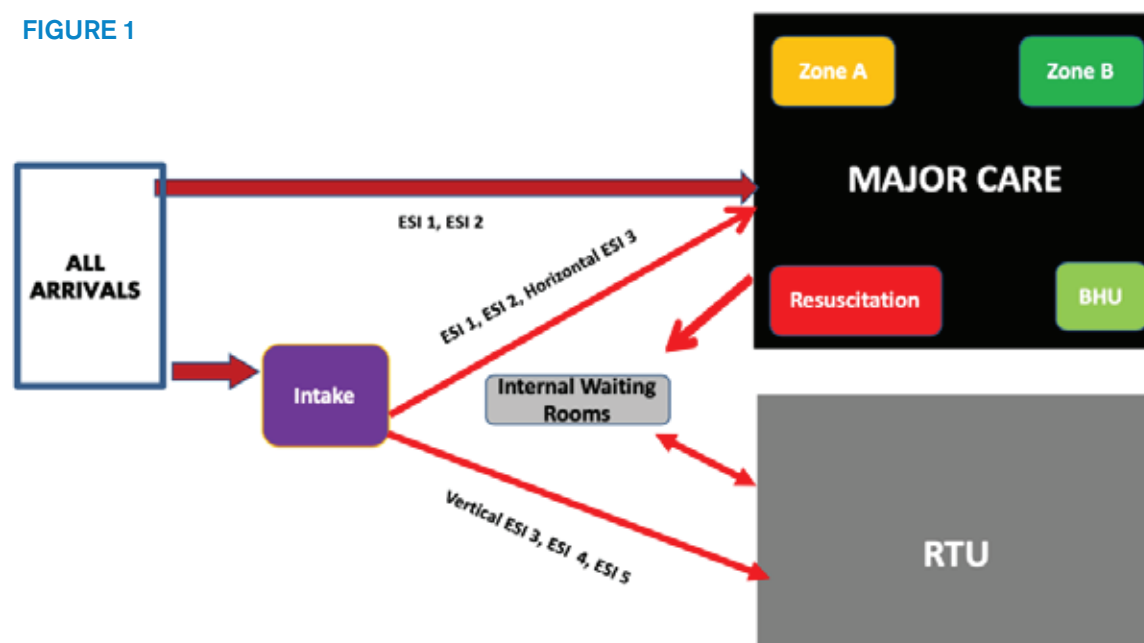 FIGURE 1
Zone A
Zone B
MAJOR CARE
Resuscitation
BHU
ALL
ARRIVALS
ESI 1, ESI 2
ESI 1, ESI 2, Horizontal ESI 3
Intake
Internal Waiting
Rooms
Vertical ESI 3, ESI 4, ESI 5
RTU